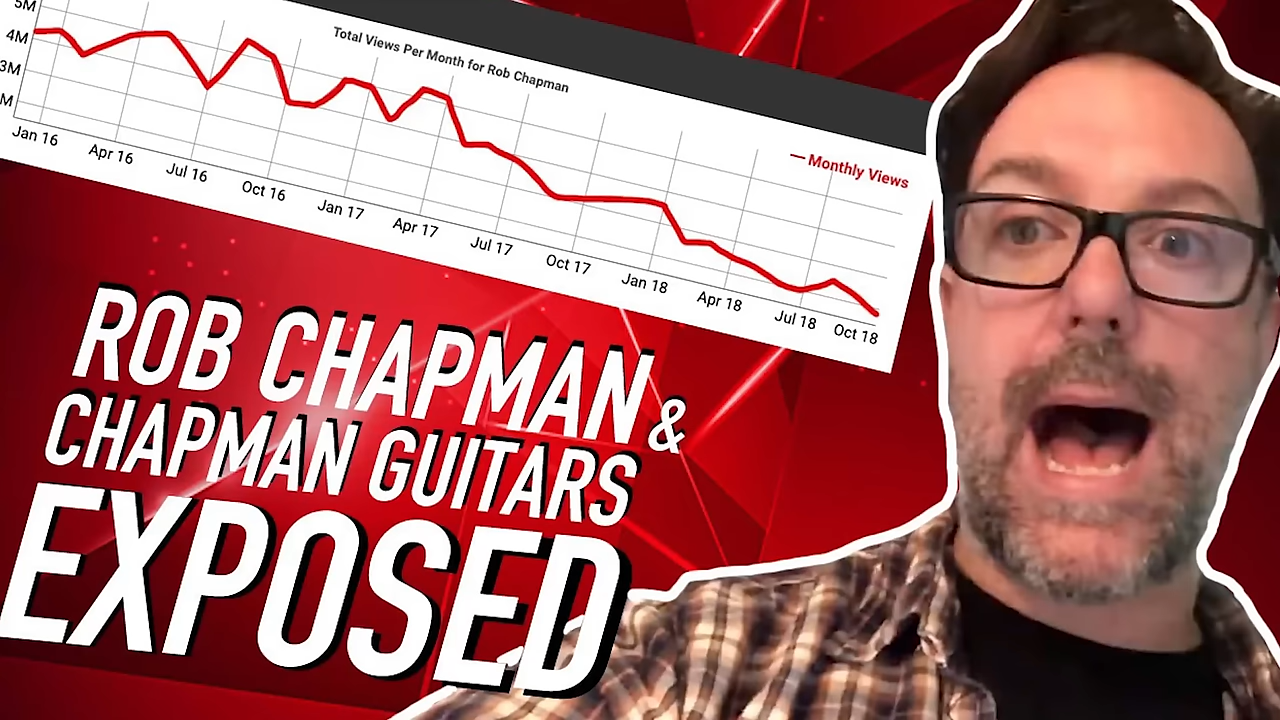 5M
Total Views Per Month for Rob Chapman
4M
3M
M
Monthly Views
Jan 16
Apr 16
Jul 16
Oct 16
Jan 17
Apr 17
Jul 17
Oct 17
Jan 18
Apr 18
Jul 18
Oct 18
ROB CHAPMAN &
CHAPMAN GUITARS
EXPOSED